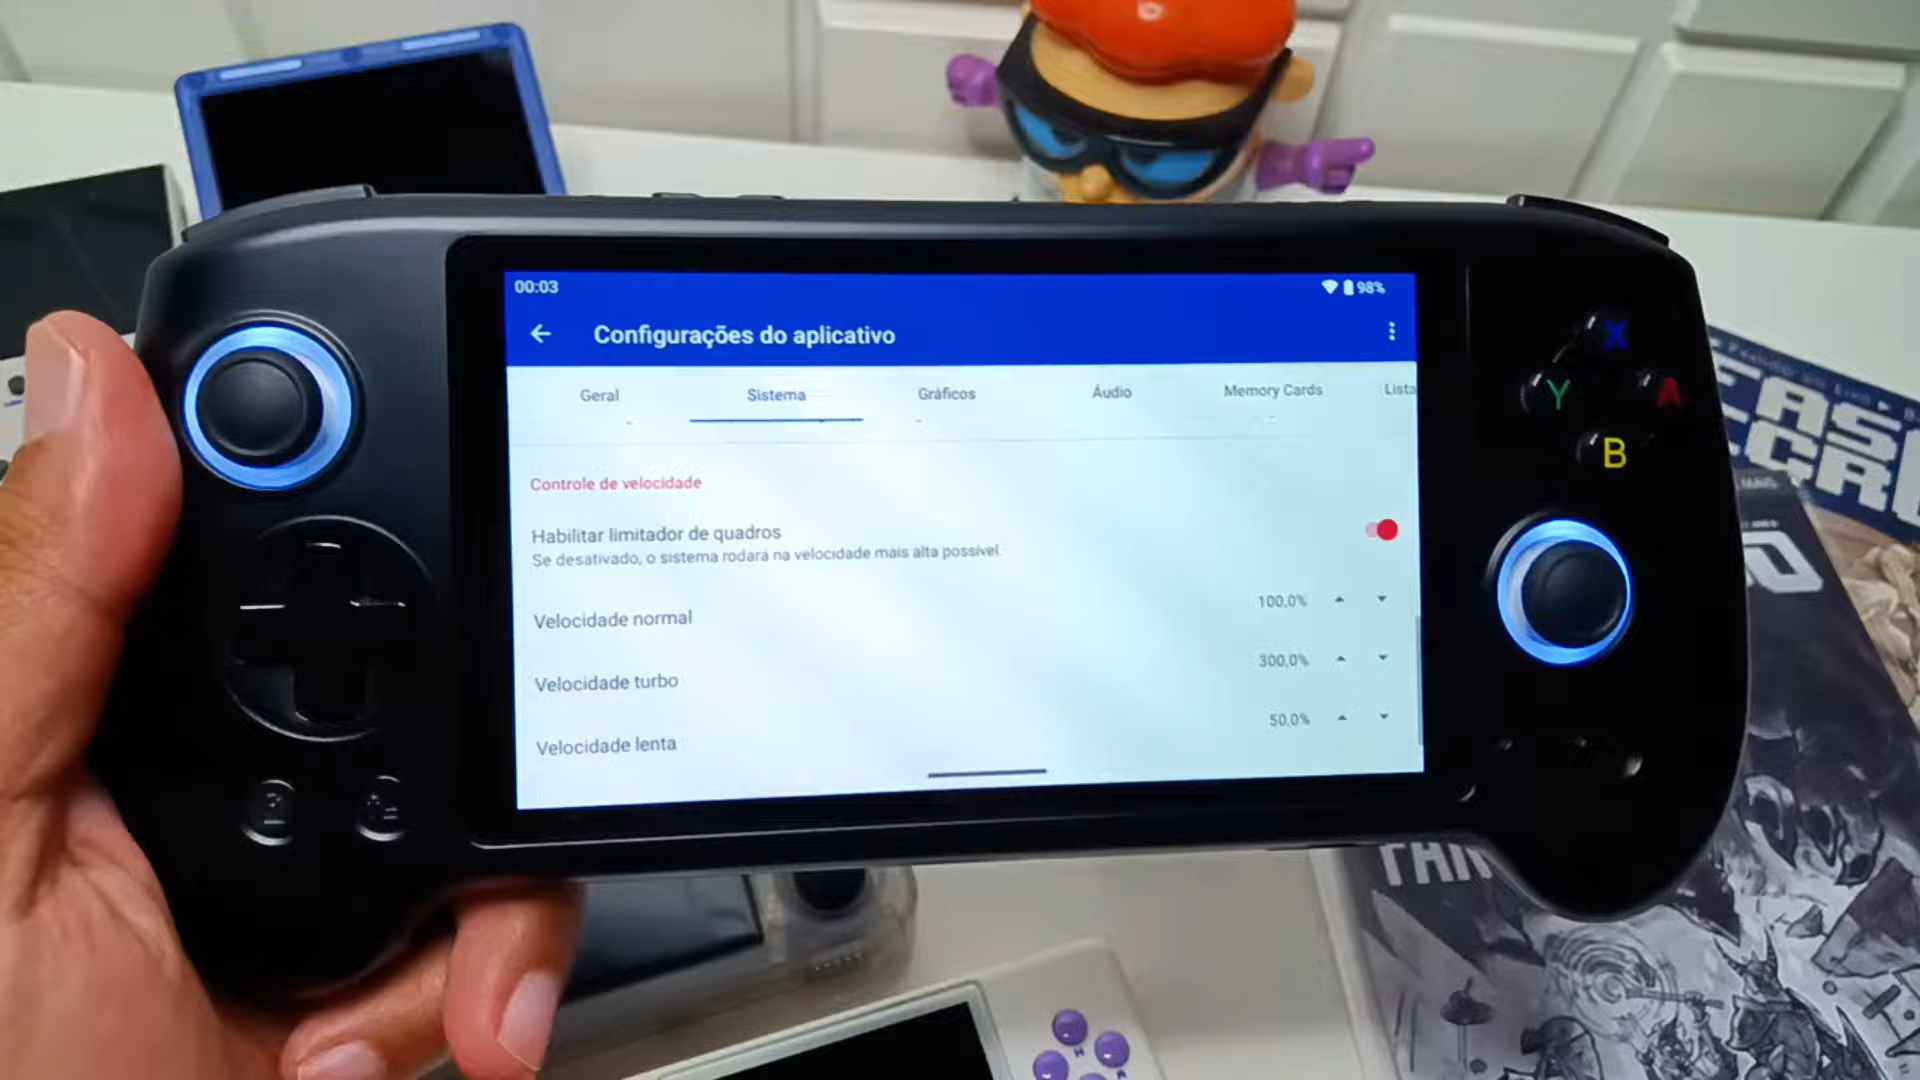 00:03
98%
Configurações do aplicativo
Geral
Sistema
Gráficos
Áudio
Memory Cards
Lista
Controle de velocidade
Habilitar limitador de quadros
Se desativado, o sistema rodará na velocidade mais alta possível
Velocidade normal
100,0%
Velocidade turbo
300,0%
Velocidade lenta
50,0%
X
Y
A
B